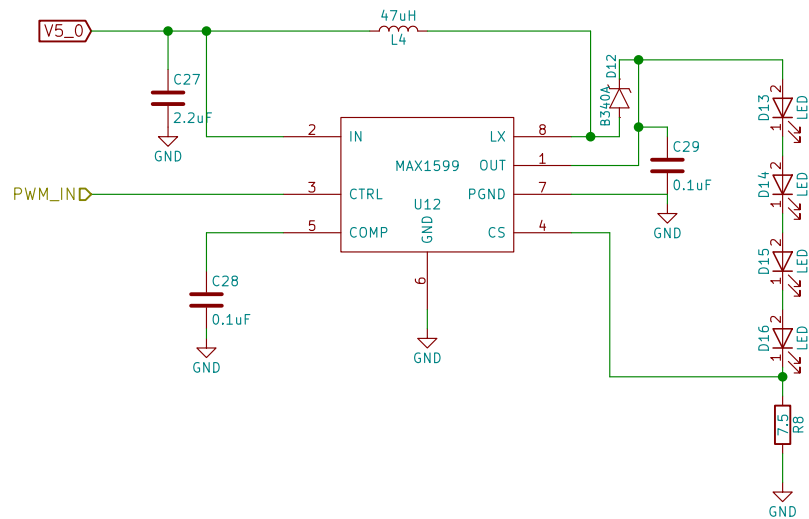 V5_0
47uH
L4
C27
2.2uF
GND
B340A
D12
2
IN
LX
8
MAX1599
OUT
1
C29
0.1uF
PWM_IN
3
CTRL
PGND
7
U12
GND
5
COMP
GND
CS
4
6
C28
0.1uF
GND
GND
D13
2
1
LED
D14
2
1
LED
D15
2
1
LED
D16
2
1
LED
7.5
R8
GND